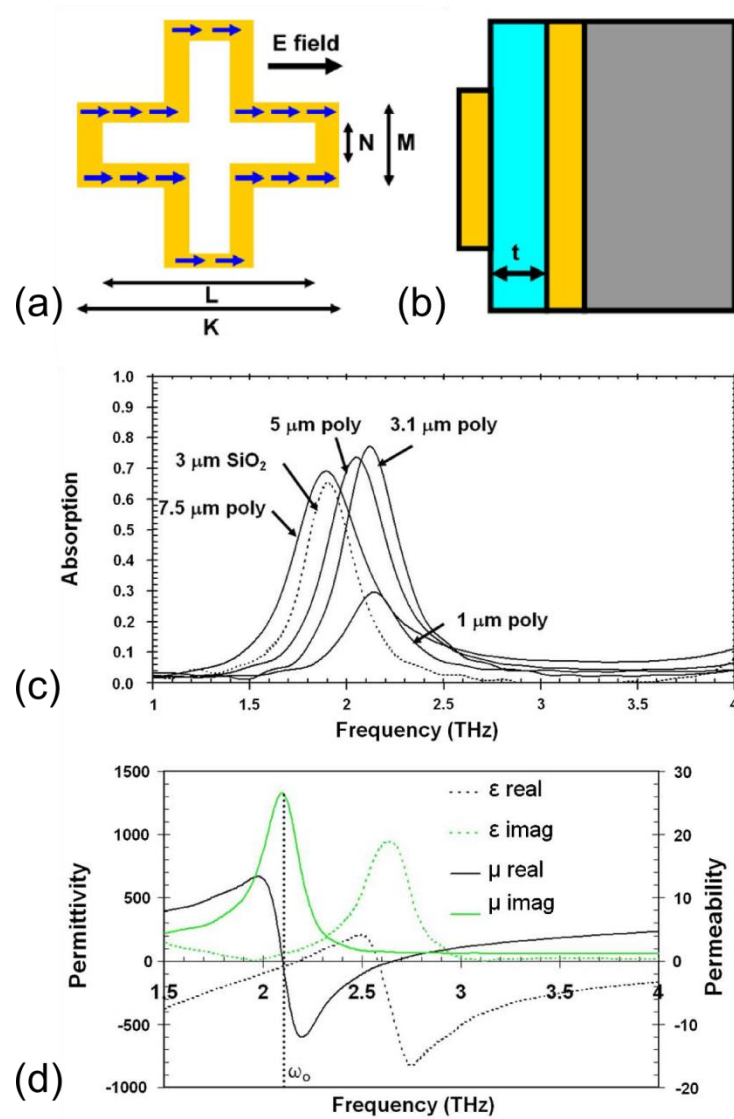 E field
N
M
L
K
(a)
t
(b)
Absorption
1.0
0.9
0.8
0.7
0.6
0.5
0.4
0.3
0.2
0.1
0.0
5 μm poly
3.1 μm poly
3 μm SiO₂
7.5 μm poly
1 μm poly
1
1.5
2
2.5
3
3.5
4
Frequency (THz)
(c)
Permittivity
1500
1000
500
0
-500
-1000
ε real
ε imag
μ real
μ imag
30
20
10
0
-10
-20
Permeability
1.5
2
2.5
3
3.5
4
ω₀
Frequency (THz)
(d)